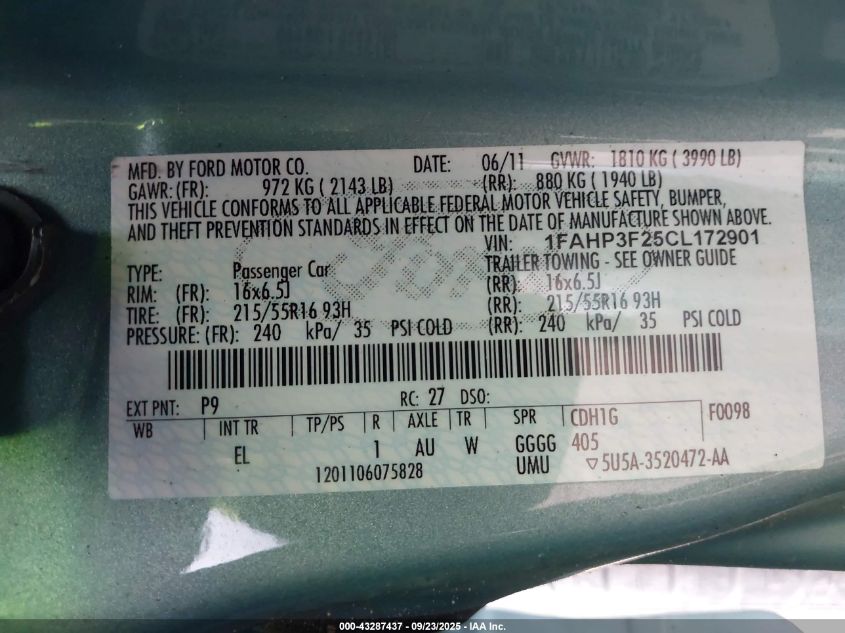 MFD. BY FORD MOTOR CO. DATE: 06/11 GVWR: 1810 KG ( 3990 LB)
GAWR: (FR): 972 KG ( 2143 LB) (RR): 880 KG ( 1940 LB)
THIS VEHICLE CONFORMS TO ALL APPLICABLE FEDERAL MOTOR VEHICLE SAFETY, BUMPER,
AND THEFT PREVENTION STANDARDS IN EFFECT ON THE DATE OF MANUFACTURE SHOWN ABOVE.
VIN: 1FAHP3F25CL172901
TYPE: Passenger Car TRAILER TOWING - SEE OWNER GUIDE
RIM: (FR): 16x6.5J (RR): 16x6.5J
TIRE: (FR): 215/55R16 93H (RR): 215/55R16 93H
PRESSURE: (FR): 240 kPa/ 35 PSI COLD (RR): 240 kPa/ 35 PSI COLD
EXT PNT: P9 RC: 27 DSO:
WB INT TR TP/PS R AXLE TR SPR CDH1G F0098
EL 1 AU W GGGG 405
1201106075828 UMU ▽5U5A-3520472-AA
000-43287437 - 09/23/2025 - IAA Inc.